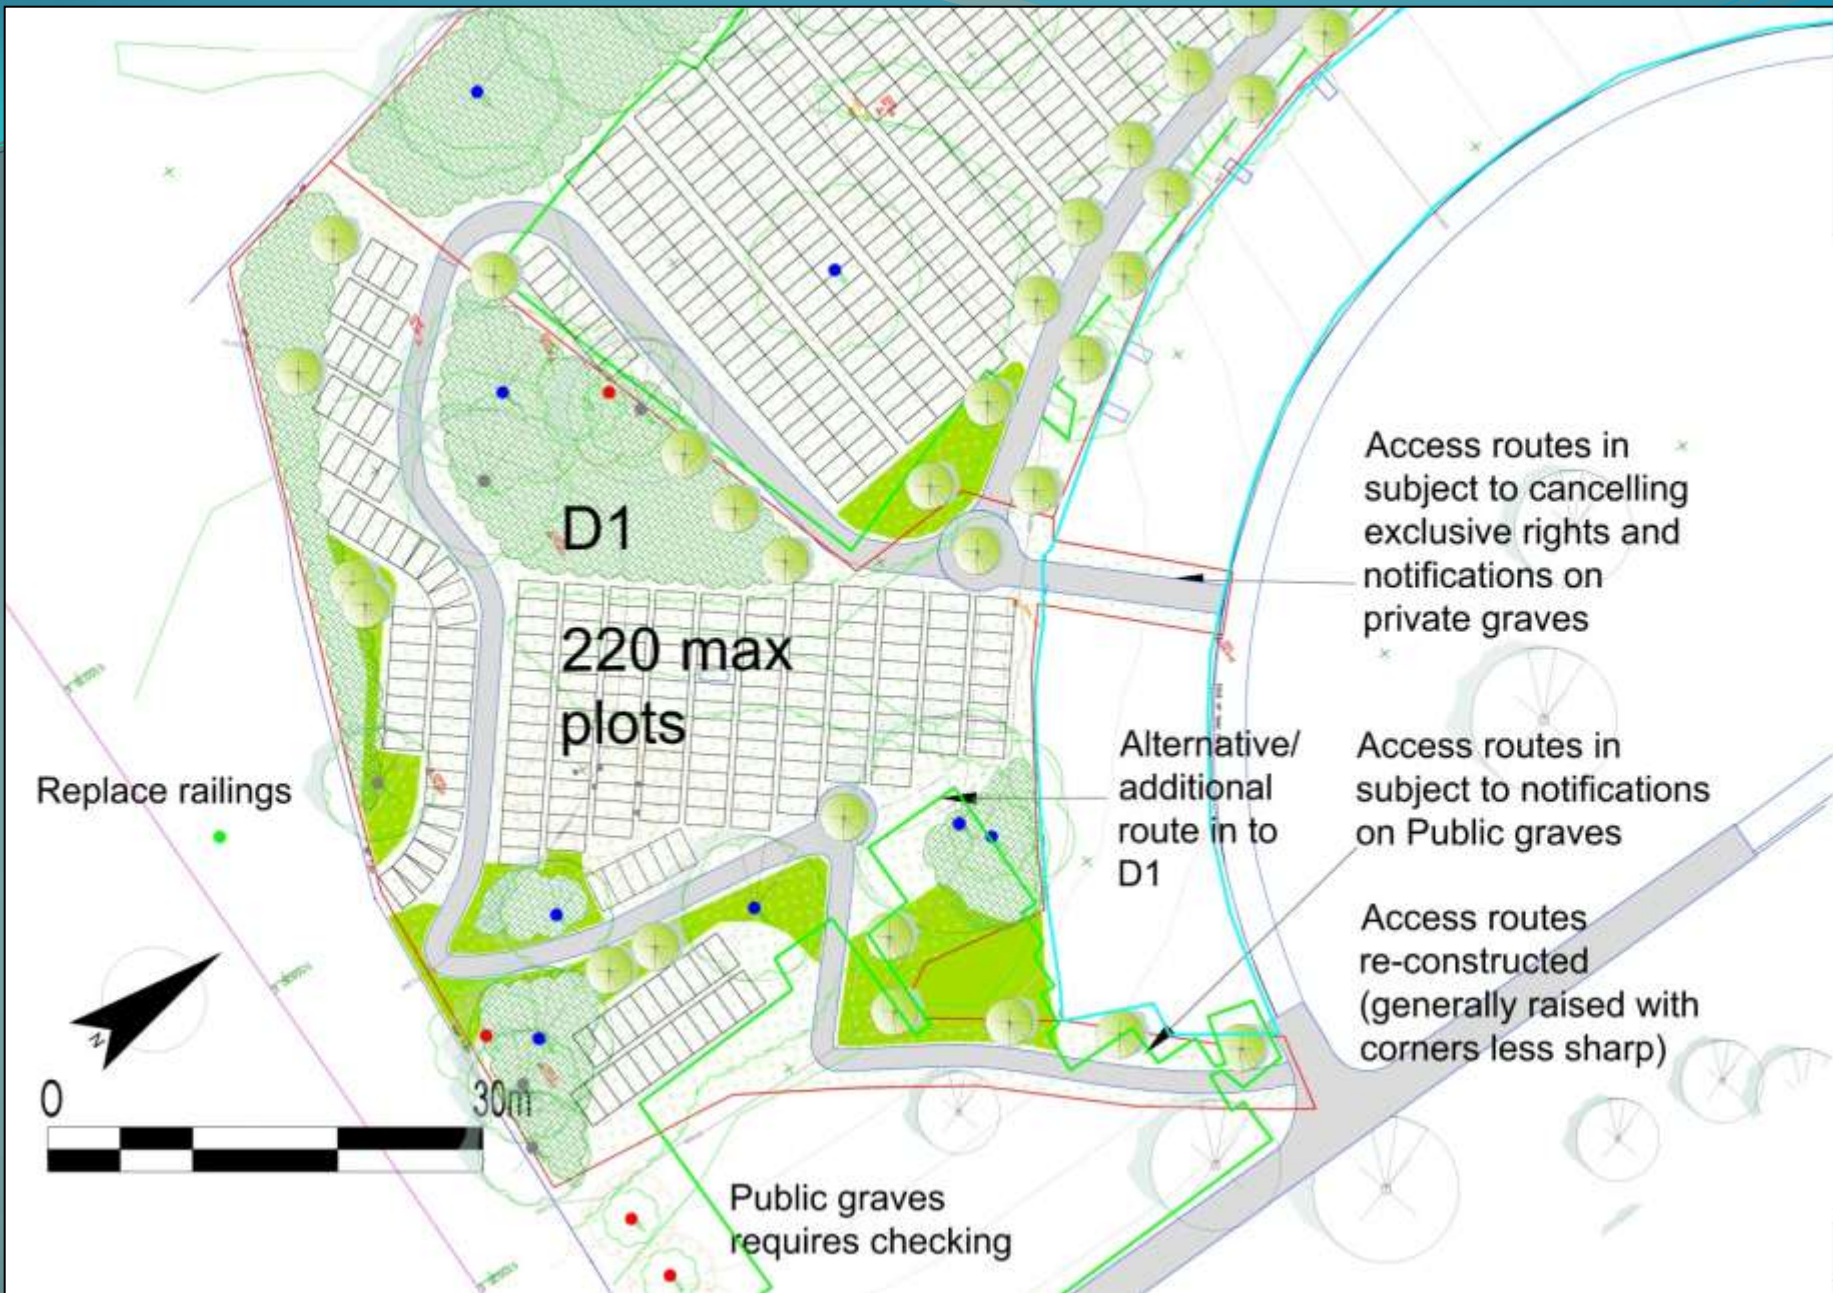 D1
220 max
plots
Access routes in
subject to cancelling
exclusive rights and
notifications on
private graves
Replace railings
Alternative/
additional
route in to
D1
Access routes in
subject to notifications
on Public graves
Access routes
re-constructed
(generally raised with
corners less sharp)
N
0
30m
Public graves
requires checking